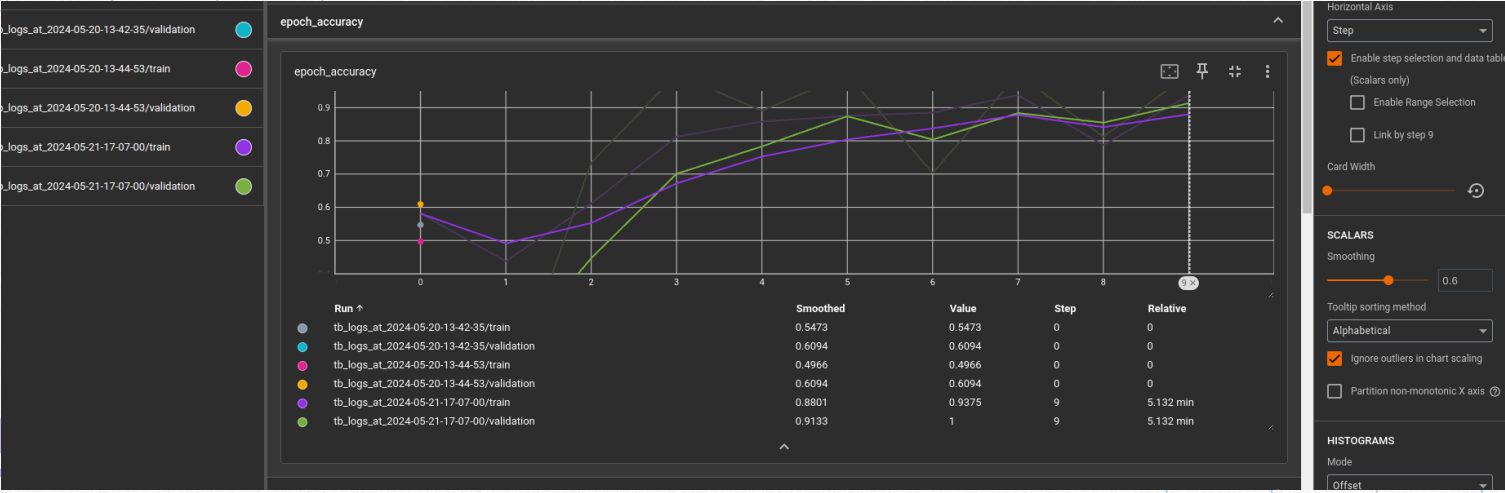 epoch_accuracy
epoch_accuracy
_logs_at_2024-05-20-13-42-35/validation
_logs_at_2024-05-20-13-44-53/train
_logs_at_2024-05-20-13-44-53/validation
_logs_at_2024-05-21-17-07-00/train
_logs_at_2024-05-21-17-07-00/validation
0.9
0.8
0.7
0.6
0.5
0 1 2 3 4 5 6 7 8 9 ×
Run ↑ Smoothed Value Step Relative
tb_logs_at_2024-05-20-13-42-35/train 0.5473 0.5473 0 0
tb_logs_at_2024-05-20-13-42-35/validation 0.6094 0.6094 0 0
tb_logs_at_2024-05-20-13-44-53/train 0.4966 0.4966 0 0
tb_logs_at_2024-05-20-13-44-53/validation 0.6094 0.6094 0 0
tb_logs_at_2024-05-21-17-07-00/train 0.8801 0.9375 9 5.132 min
tb_logs_at_2024-05-21-17-07-00/validation 0.9133 1 9 5.132 min
Horizontal Axis
Step
Enable step selection and data table
(Scalars only)
Enable Range Selection
Link by step 9
Card Width
SCALARS
Smoothing
0.6
Tooltip sorting method
Alphabetical
Ignore outliers in chart scaling
Partition non-monotonic X axis
HISTOGRAMS
Mode
Offset